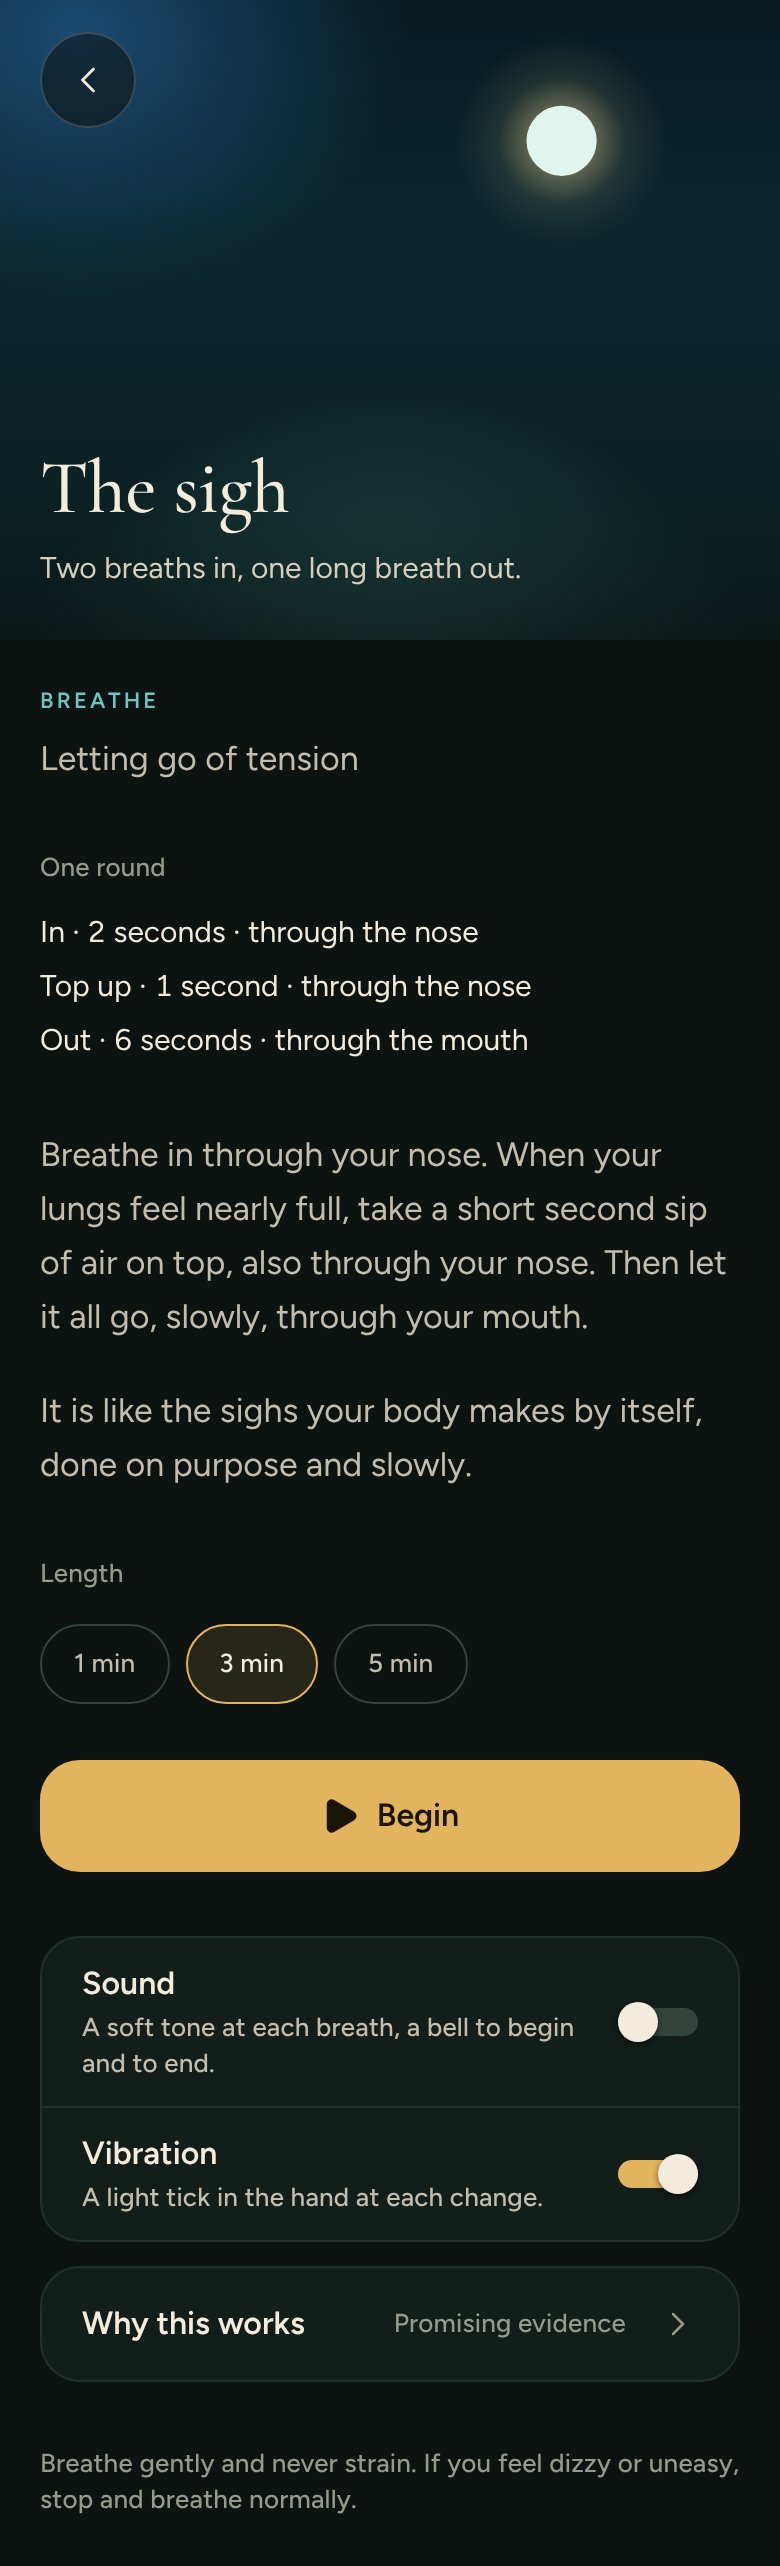 The sigh
Two breaths in, one long breath out.
BREATHE
Letting go of tension
One round
In · 2 seconds · through the nose
Top up · 1 second · through the nose
Out · 6 seconds · through the mouth
Breathe in through your nose. When your
lungs feel nearly full, take a short second sip
of air on top, also through your nose. Then let
it all go, slowly, through your mouth.
It is like the sighs your body makes by itself,
done on purpose and slowly.
Length
1 min 3 min 5 min
Begin
Sound
A soft tone at each breath, a bell to begin
and to end.
Vibration
A light tick in the hand at each change.
Why this works Promising evidence
Breathe gently and never strain. If you feel dizzy or uneasy,
stop and breathe normally.